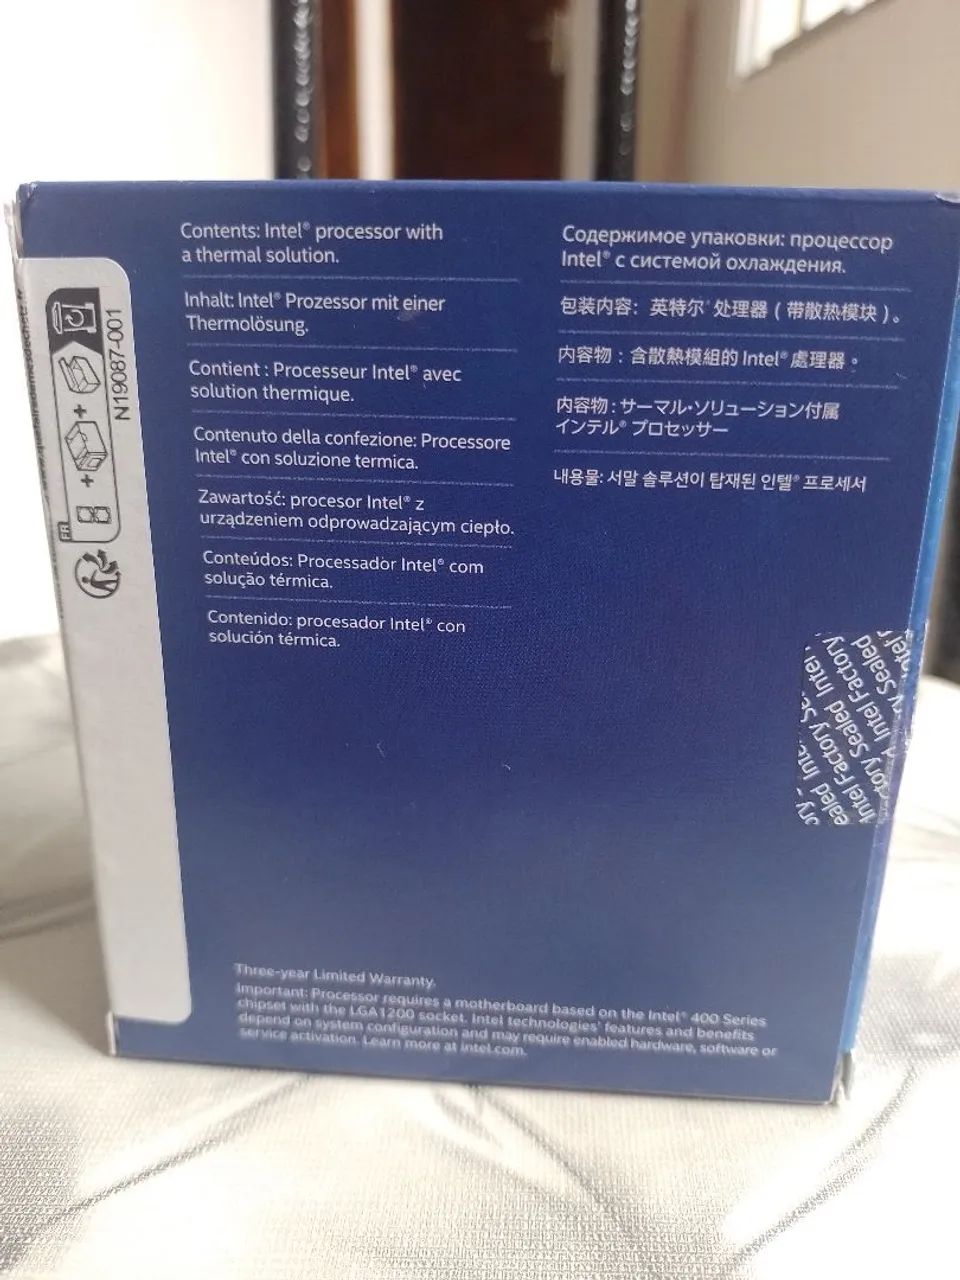 Contents: Intel® processor with
a thermal solution.
Inhalt: Intel® Prozessor mit einer
Thermolösung.
Contient : Processeur Intel® avec
solution thermique.
Contenuto della confezione: Processore
Intel® con soluzione termica.
Zawartość: procesor Intel® z
urządzeniem odprowadzającym ciepło.
Conteúdos: Processador Intel® com
solução térmica.
Contenido: procesador Intel® con
solución térmica.
Содержимое упаковки: процессор
Intel® с системой охлаждения.
包装内容：英特尔® 处理器（带散热模块）。
內容物：含散熱模組的 Intel® 處理器。
内容物：サーマル・ソリューション付属
インテル® プロセッサー
내용물: 서말 솔루션이 탑재된 인텔® 프로세서
N19087-001
FR
Intel Factory Sealed
Three-year Limited Warranty.
Important: Processor requires a motherboard based on the Intel® 400 Series
chipset with the LGA1200 socket. Intel technologies' features and benefits
depend on system configuration and may require enabled hardware, software or
service activation. Learn more at intel.com.